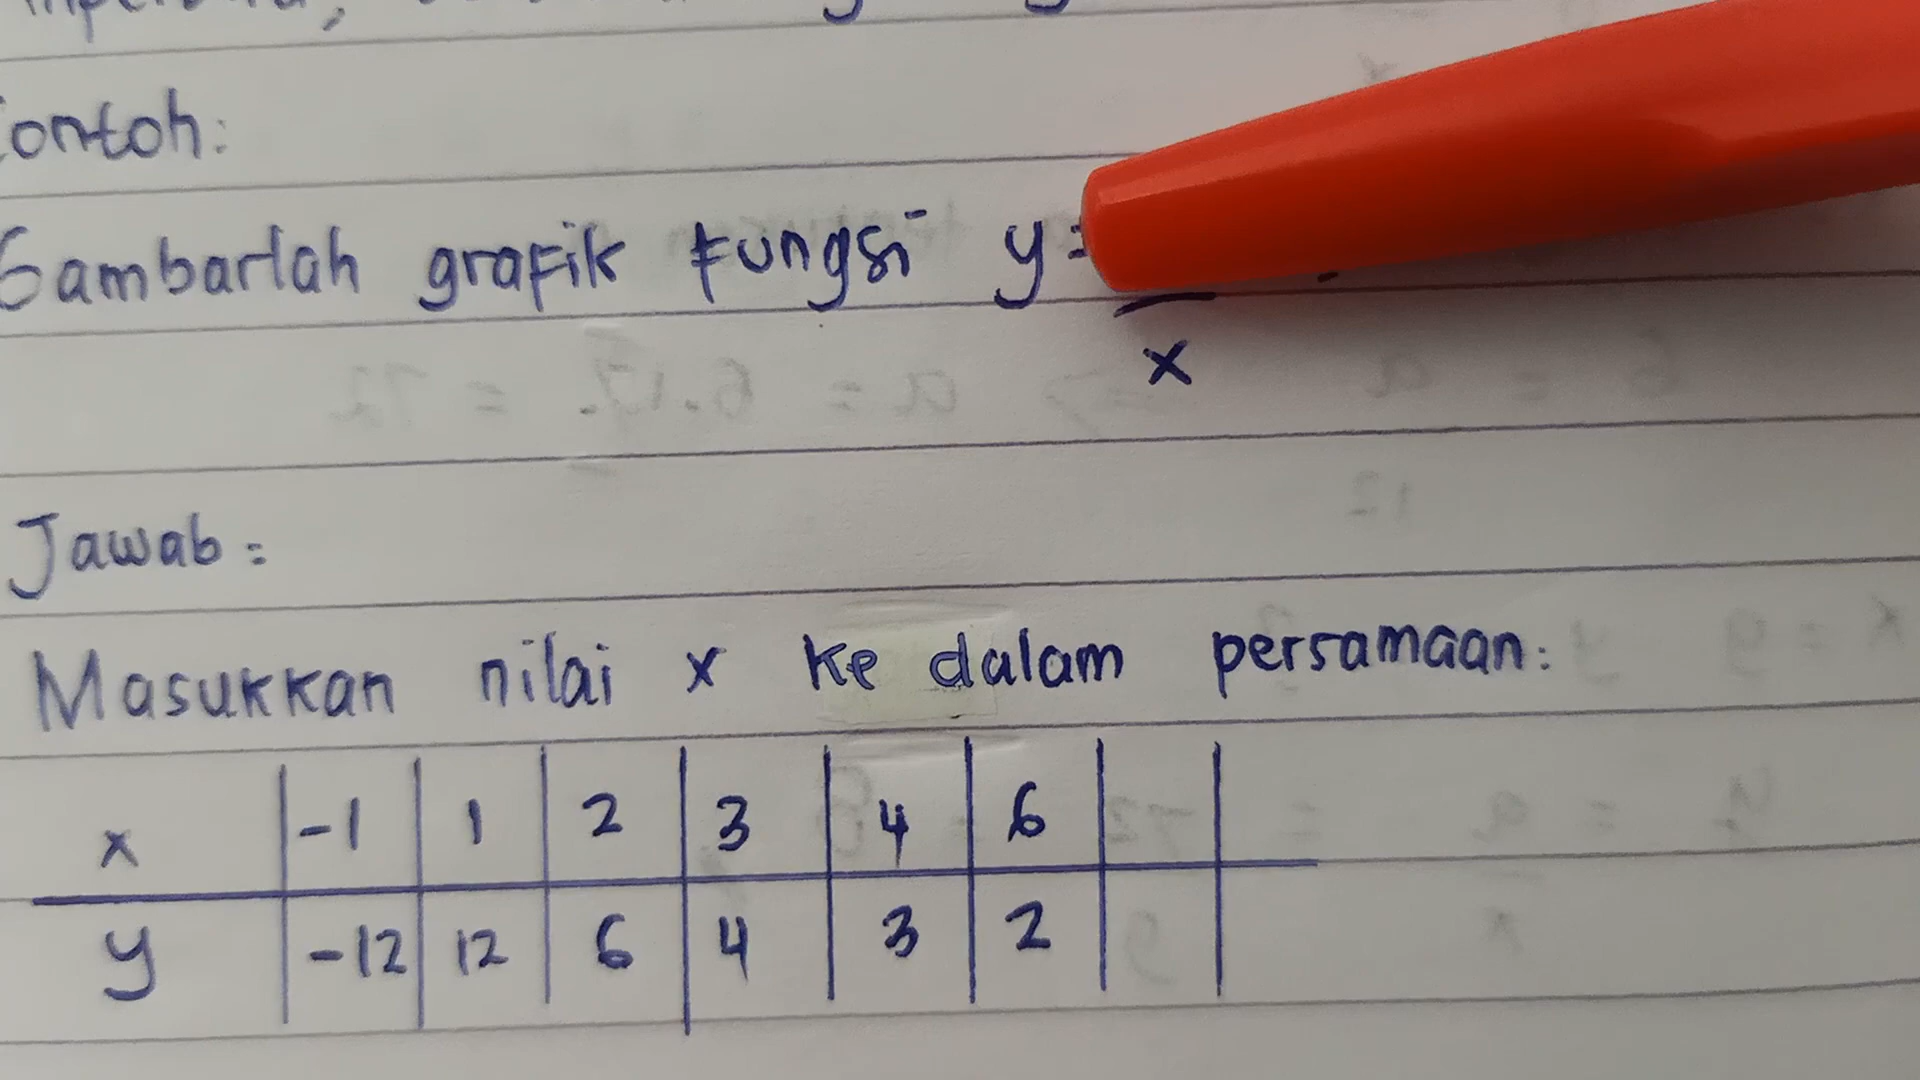 Contoh:
Gambarlah grafik fungsi y =
x
Jawab:
Masukkan nilai x ke dalam persamaan:
x -1 1 2 3 4 6
y -12 12 6 4 3 2